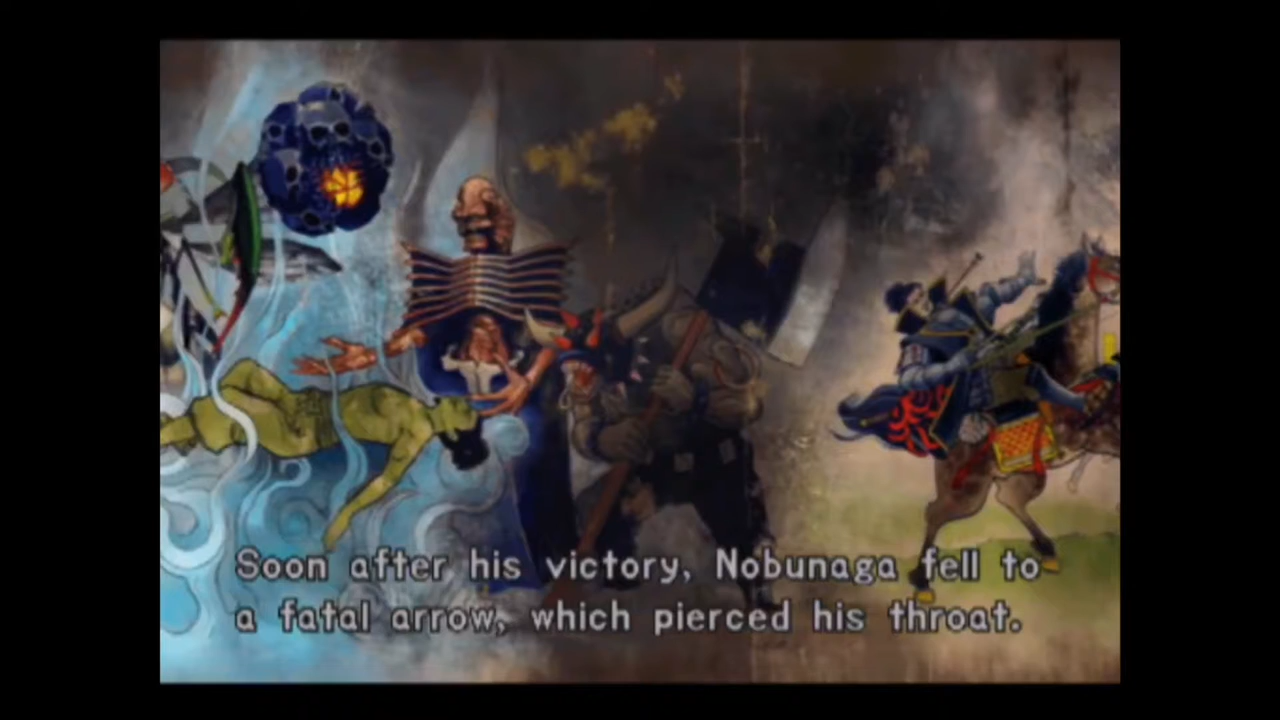 Soon after his victory, Nobunaga fell to
a fatal arrow, which pierced his throat.